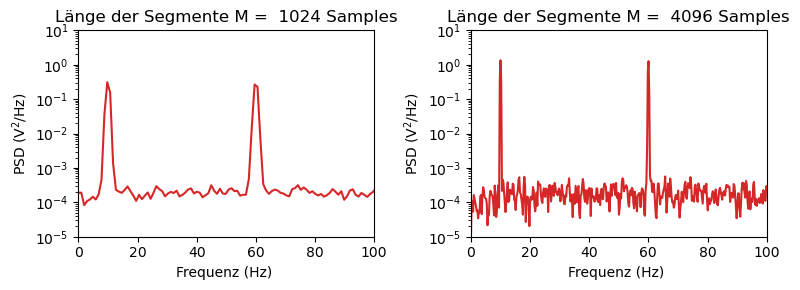 Länge der Segmente M =  1024 Samples
PSD (V²/Hz)
10¹
10⁰
10⁻¹
10⁻²
10⁻³
10⁻⁴
10⁻⁵
0 20 40 60 80 100
Frequenz (Hz)
Länge der Segmente M =  4096 Samples
PSD (V²/Hz)
10¹
10⁰
10⁻¹
10⁻²
10⁻³
10⁻⁴
10⁻⁵
0 20 40 60 80 100
Frequenz (Hz)